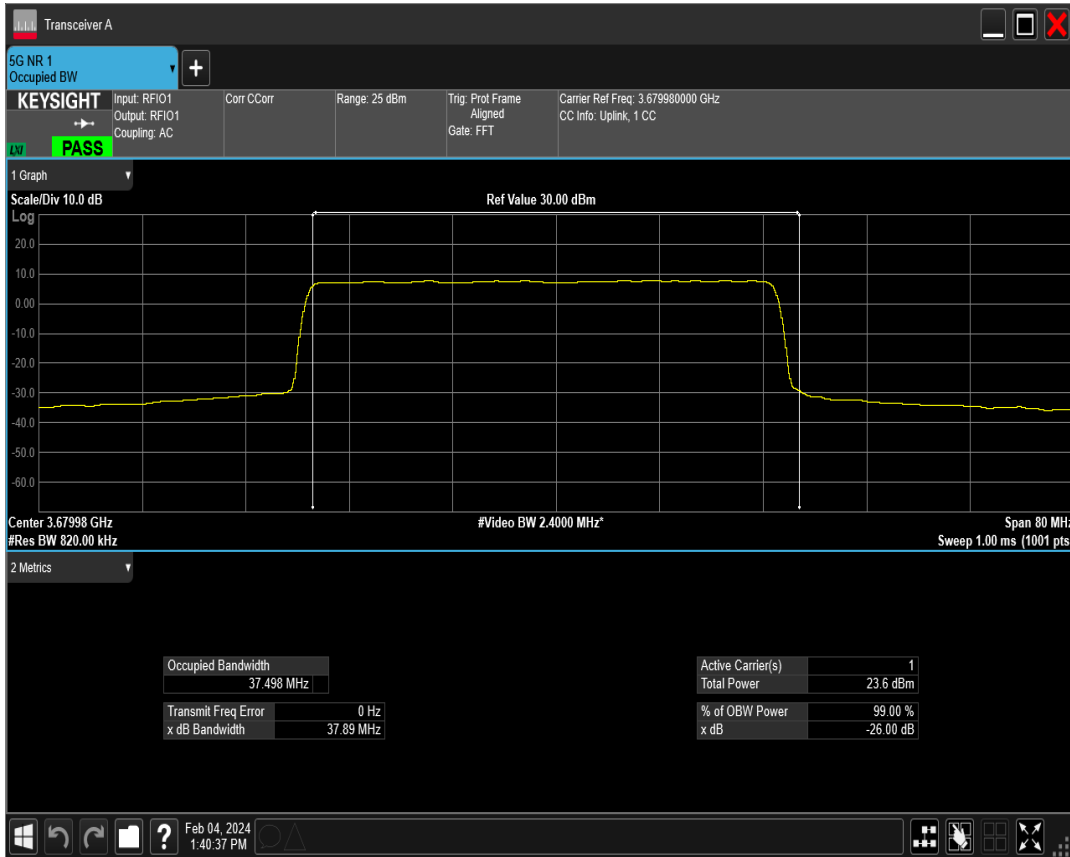 Transceiver A
5G NR 1
Occupied BW
KEYSIGHT
LXI
PASS
Input: RFIO1
Output: RFIO1
Coupling: AC
Corr CCorr
Range: 25 dBm
Trig: Prot Frame
Aligned
Gate: FFT
Carrier Ref Freq: 3.679980000 GHz
CC Info: Uplink, 1 CC
1 Graph
Scale/Div 10.0 dB
Ref Value 30.00 dBm
Log
20.0
10.0
0.00
-10.0
-20.0
-30.0
-40.0
-50.0
-60.0
Center 3.67998 GHz
#Video BW 2.4000 MHz*
Span 80 MHz
#Res BW 820.00 kHz
Sweep 1.00 ms (1001 pts
2 Metrics
Occupied Bandwidth
37.498 MHz
Transmit Freq Error 0 Hz
x dB Bandwidth 37.89 MHz
Active Carrier(s) 1
Total Power 23.6 dBm
% of OBW Power 99.00 %
x dB -26.00 dB
?
Feb 04, 2024
1:40:37 PM